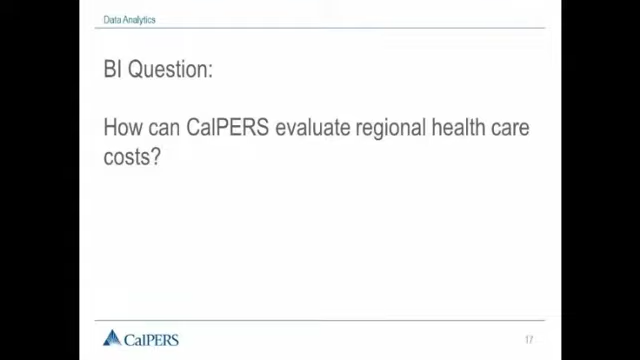 Data Analytics
BI Question:
How can CalPERS evaluate regional health care
costs?
CalPERS
17